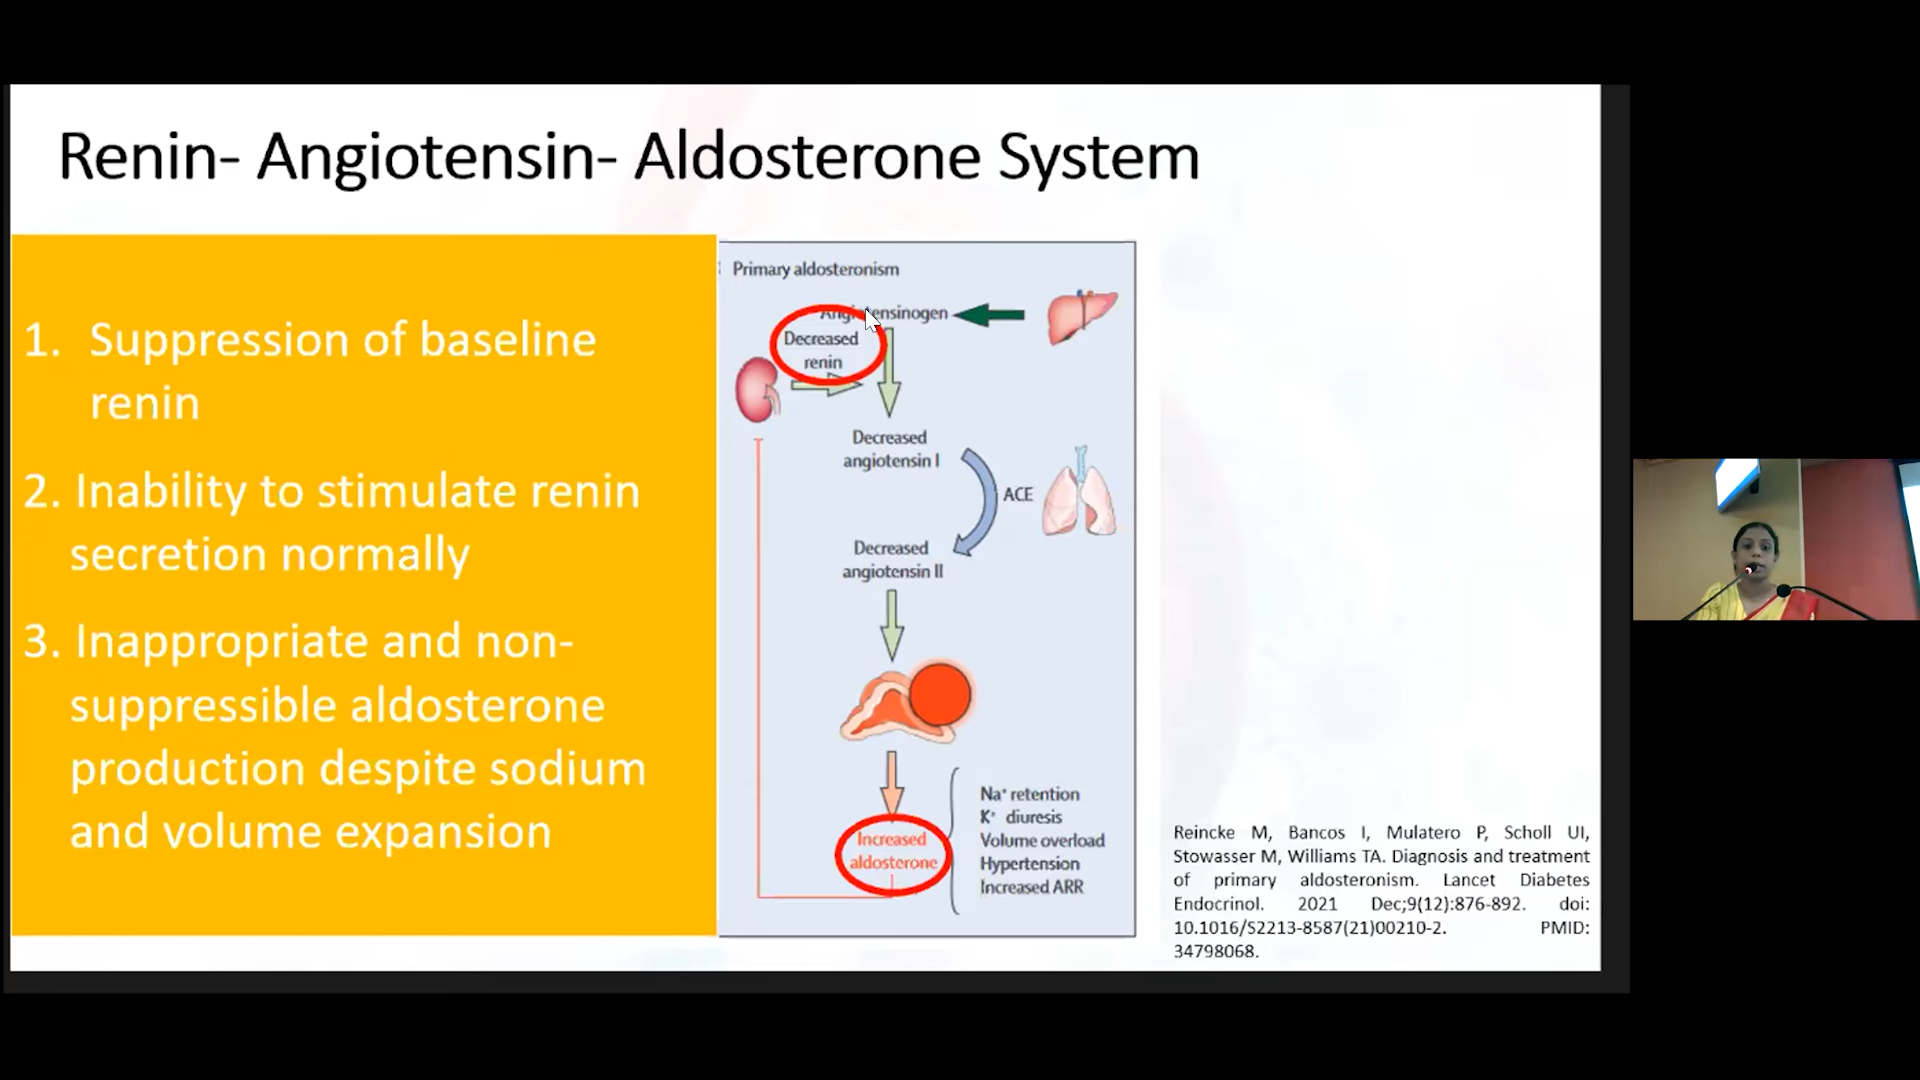 Renin- Angiotensin- Aldosterone System
1. Suppression of baseline
renin
2. Inability to stimulate renin
secretion normally
3. Inappropriate and non-
suppressible aldosterone
production despite sodium
and volume expansion
Primary aldosteronism
Angiotensinogen
Decreased
renin
Decreased
angiotensin I
ACE
Decreased
angiotensin II
Increased
aldosterone
Na⁺ retention
K⁺ diuresis
Volume overload
Hypertension
Increased ARR
Reincke M, Bancos I, Mulatero P, Scholl UI,
Stowasser M, Williams TA. Diagnosis and treatment
of primary aldosteronism. Lancet Diabetes
Endocrinol. 2021 Dec;9(12):876-892. doi:
10.1016/S2213-8587(21)00210-2. PMID:
34798068.